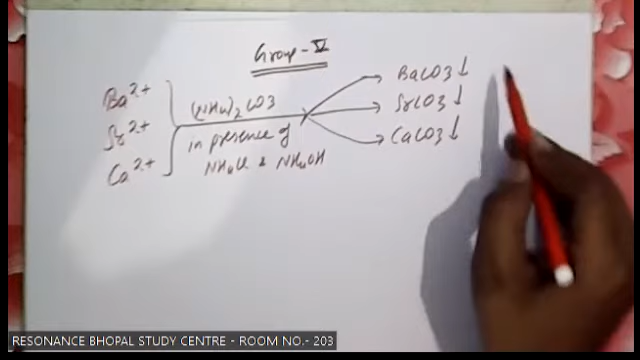 Group - V
Ba2+
Sr2+
Ca2+
(NH4)2CO3
in presence of
NH4Cl & NH4OH
BaCO3↓
SrCO3↓
CaCO3↓
RESONANCE BHOPAL STUDY CENTRE - ROOM NO.- 203